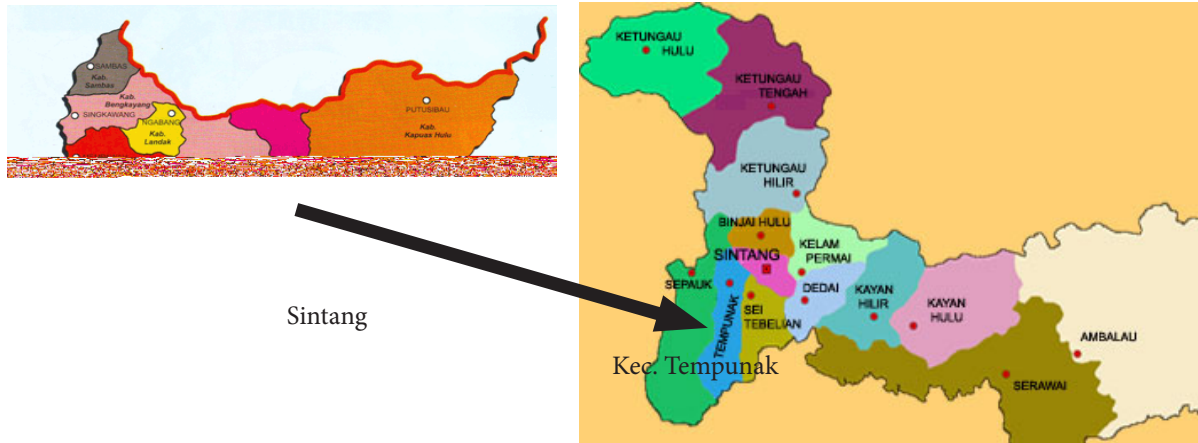 SAMBAS
Kab.
Sambas
Kab.
Bengkayang
SINGKAWANG
NGABANG
Kab.
Landak
PUTUSIBAU
Kab.
Kapuas Hulu
Sintang
KETUNGAU
HULU
KETUNGAU
TENGAH
KETUNGAU
HILIR
BINJAI HULU
KELAM
PERMAI
SINTANG
SEPAUK
TEMPUNAK
SEI
TEBELIAN
DEDAI
KAYAN
HILIR
KAYAN
HULU
AMBALAU
SERAWAI
Kec. Tempunak